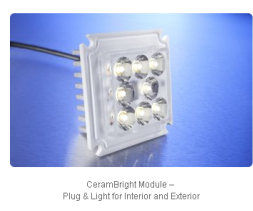 CeramBright Module –
Plug & Light for Interior and Exterior